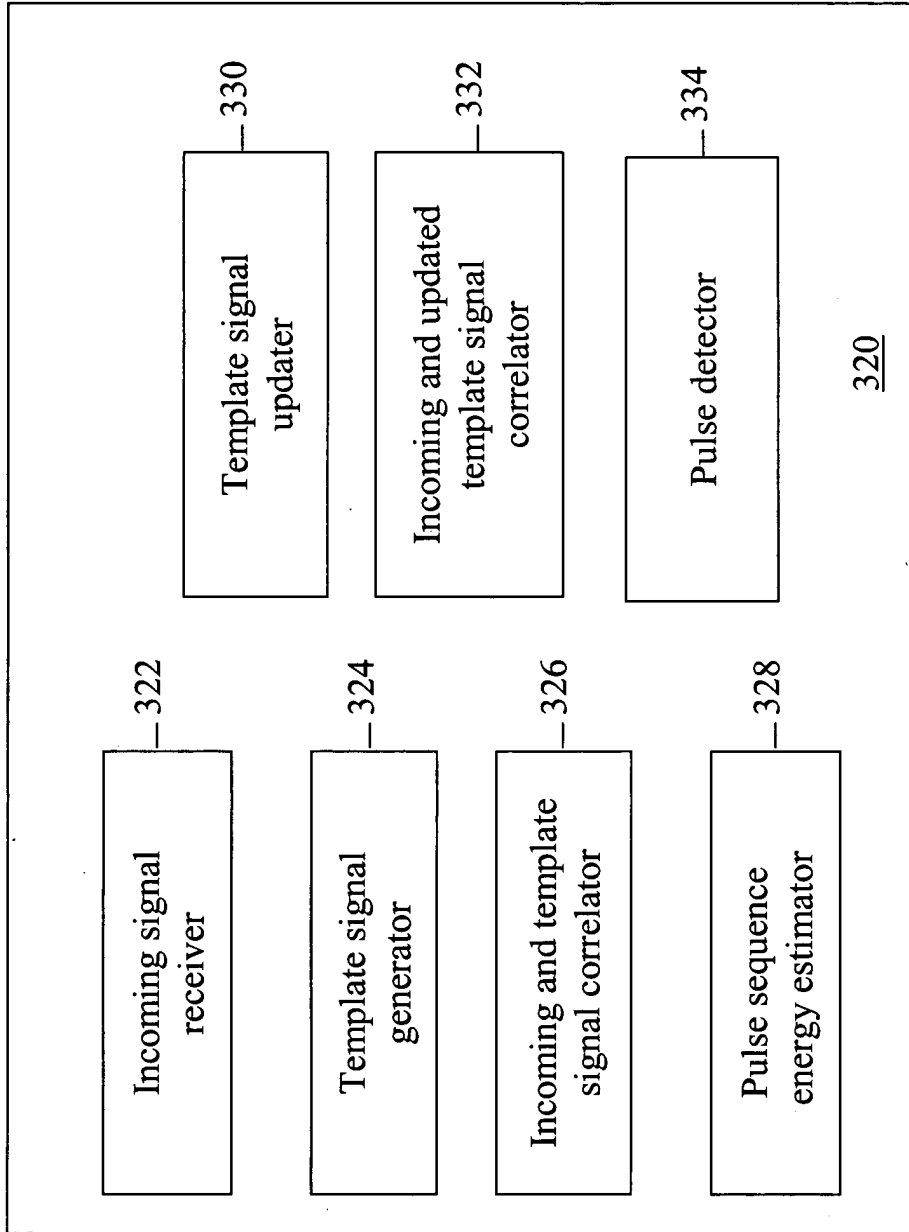 Incoming signal
receiver
322
Template signal
generator
324
Incoming and template
signal correlator
326
Pulse sequence
energy estimator
328
Template signal
updater
330
Incoming and updated
template signal
correlator
332
Pulse detector
334
320